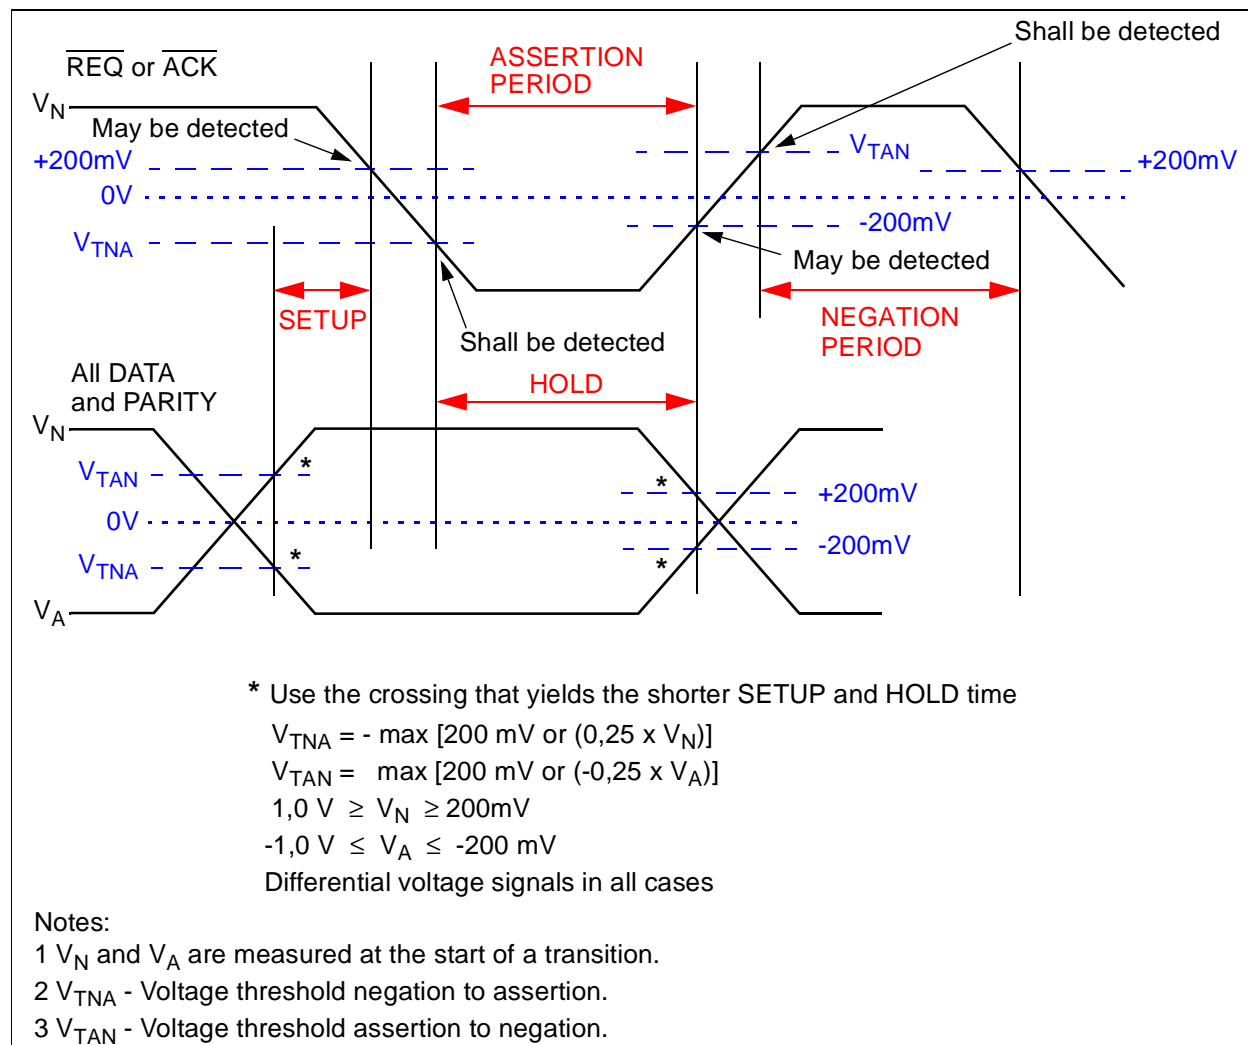 Shall be detected
REQ or ACK
ASSERTION
PERIOD
VN
May be detected
+200mV
VTAN
+200mV
0V
-200mV
VTNA
May be detected
SETUP
NEGATION
PERIOD
Shall be detected
All DATA
and PARITY
HOLD
VN
VTAN
*
*
+200mV
0V
-200mV
VTNA
*
*
VA
* Use the crossing that yields the shorter SETUP and HOLD time
VTNA = - max [200 mV or (0,25 x VN)]
VTAN = max [200 mV or (-0,25 x VA)]
1,0 V ≥ VN ≥ 200mV
-1,0 V ≤ VA ≤ -200 mV
Differential voltage signals in all cases
Notes:
1 VN and VA are measured at the start of a transition.
2 VTNA - Voltage threshold negation to assertion.
3 VTAN - Voltage threshold assertion to negation.